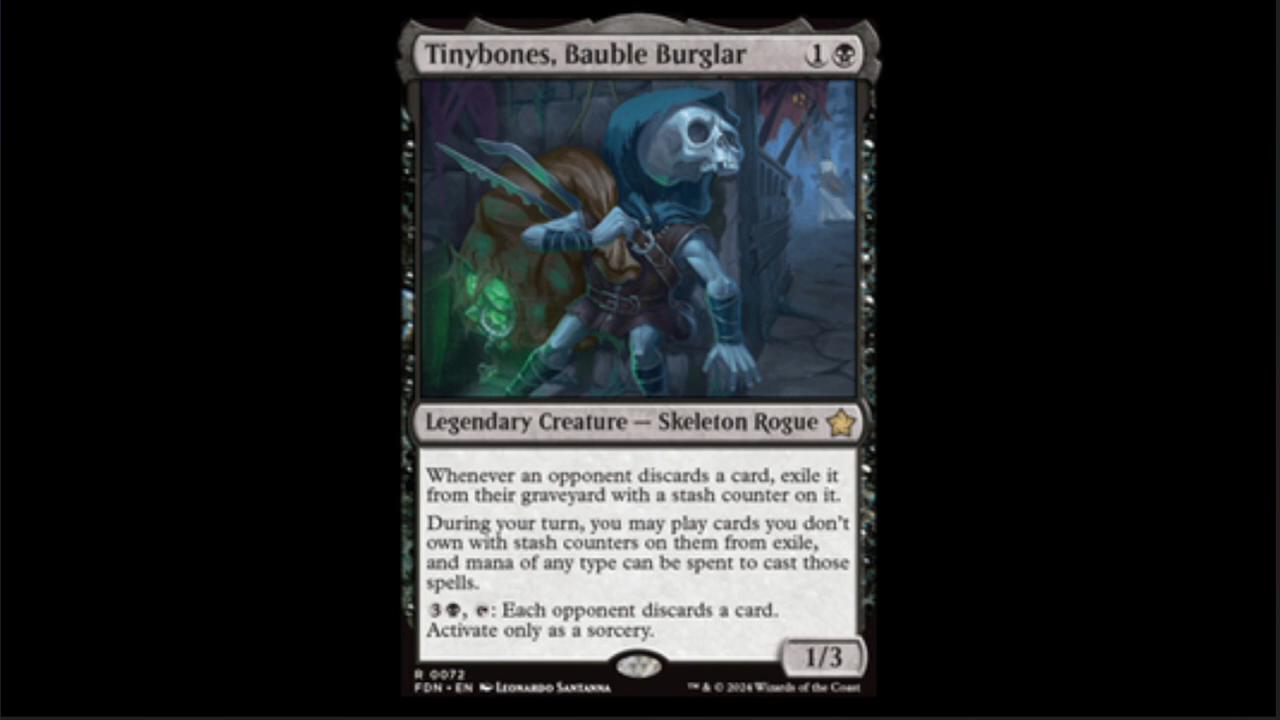 Tinybones, Bauble Burglar 1
Legendary Creature — Skeleton Rogue
Whenever an opponent discards a card, exile it
from their graveyard with a stash counter on it.
During your turn, you may play cards you don't
own with stash counters on them from exile,
and mana of any type can be spent to cast those
spells.
3, : Each opponent discards a card.
Activate only as a sorcery.
1/3
R 0072
FDN • EN Leonardo Santanna
™ & © 2024 Wizards of the Coast